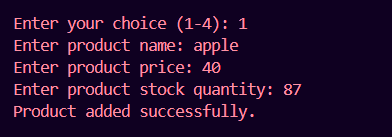 Enter your choice (1-4): 1
Enter product name: apple
Enter product price: 40
Enter product stock quantity: 87
Product added successfully.